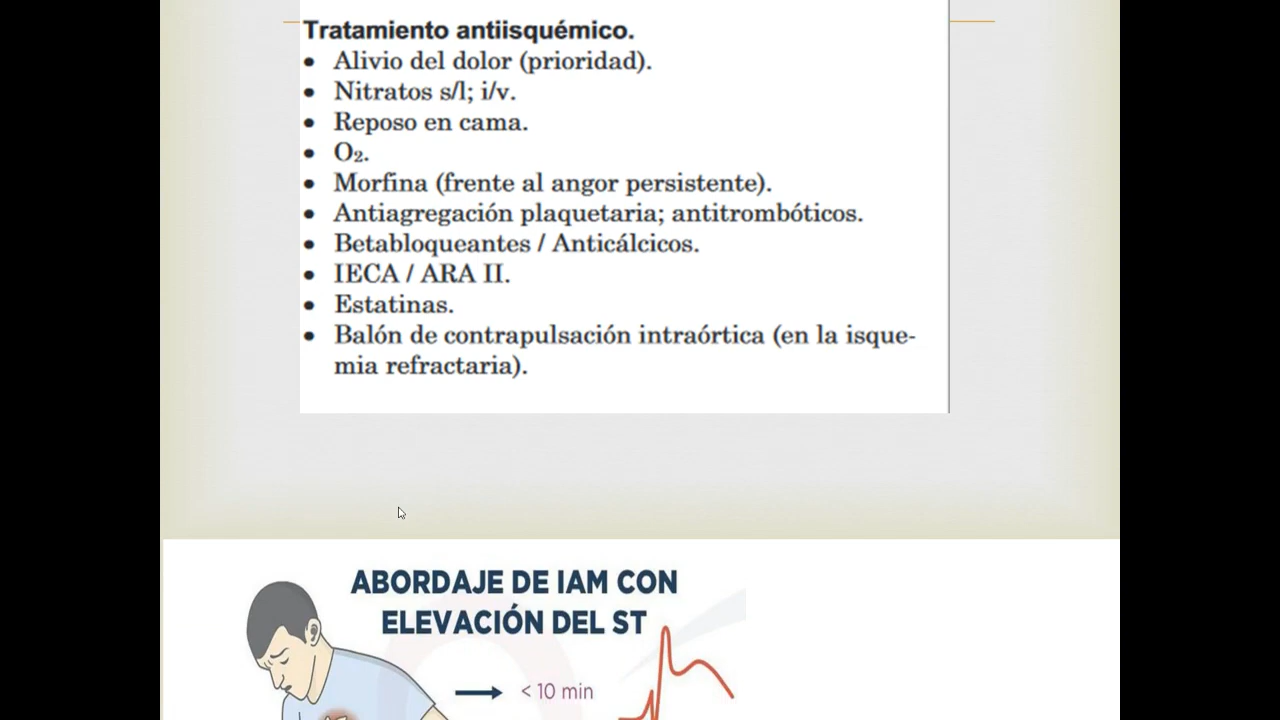 Tratamiento antiisquémico.
• Alivio del dolor (prioridad).
• Nitratos s/l; i/v.
• Reposo en cama.
• O₂.
• Morfina (frente al angor persistente).
• Antiagregación plaquetaria; antitrombóticos.
• Betabloqueantes / Anticálcicos.
• IECA / ARA II.
• Estatinas.
• Balón de contrapulsación intraórtica (en la isque-
mia refractaria).
ABORDAJE DE IAM CON
ELEVACIÓN DEL ST
< 10 min